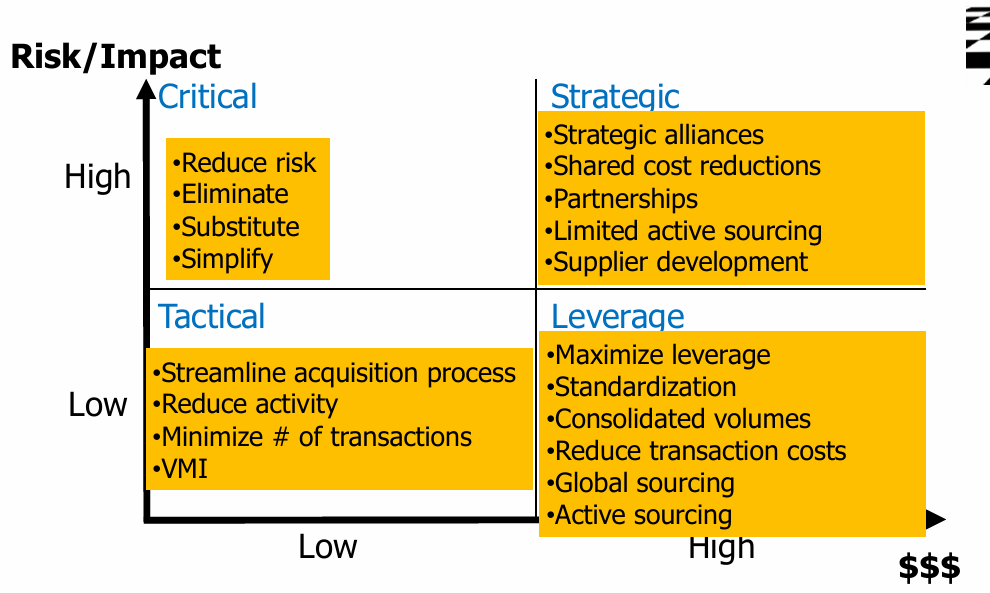 Risk/Impact
Critical
Strategic
High
•Reduce risk
•Eliminate
•Substitute
•Simplify
•Strategic alliances
•Shared cost reductions
•Partnerships
•Limited active sourcing
•Supplier development
Tactical
Leverage
Low
•Streamline acquisition process
•Reduce activity
•Minimize # of transactions
•VMI
•Maximize leverage
•Standardization
•Consolidated volumes
•Reduce transaction costs
•Global sourcing
•Active sourcing
Low
High
$$$